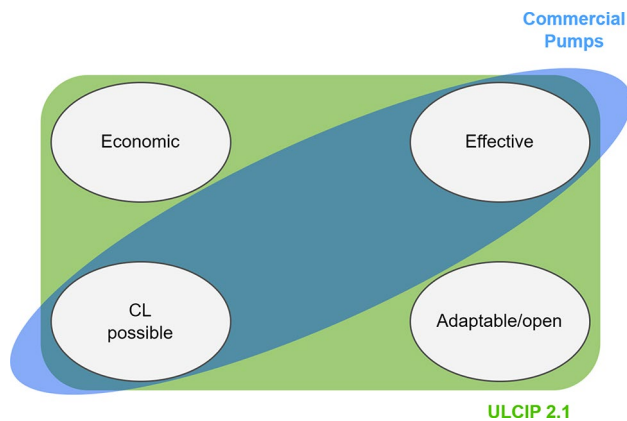 Commercial
Pumps
Economic
Effective
CL
possible
Adaptable/open
ULCIP 2.1